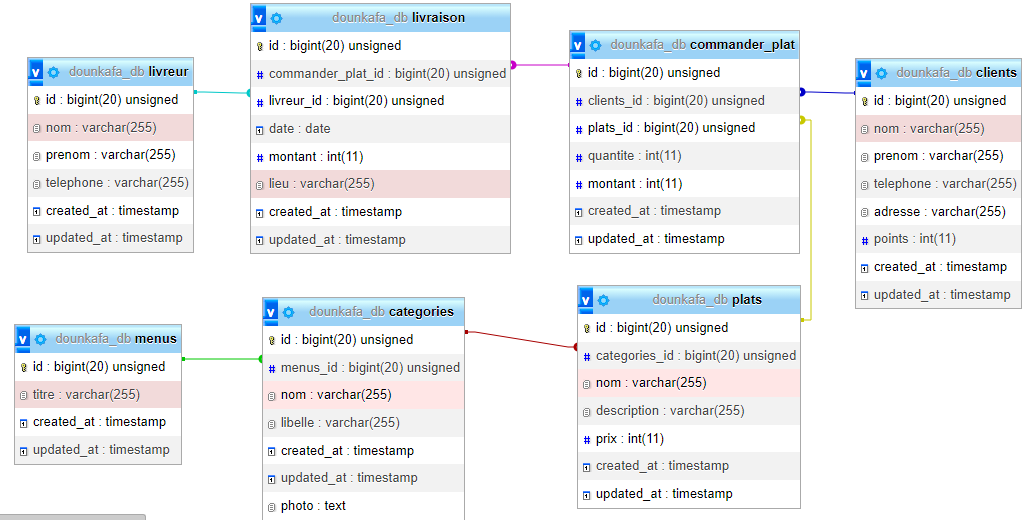 dounkafa_db livreur
id : bigint(20) unsigned
nom : varchar(255)
prenom : varchar(255)
telephone : varchar(255)
created_at : timestamp
updated_at : timestamp
dounkafa_db livraison
id : bigint(20) unsigned
commander_plat_id : bigint(20) unsigned
livreur_id : bigint(20) unsigned
date : date
montant : int(11)
lieu : varchar(255)
created_at : timestamp
updated_at : timestamp
dounkafa_db commander_plat
id : bigint(20) unsigned
clients_id : bigint(20) unsigned
plats_id : bigint(20) unsigned
quantite : int(11)
montant : int(11)
created_at : timestamp
updated_at : timestamp
dounkafa_db clients
id : bigint(20) unsigned
nom : varchar(255)
prenom : varchar(255)
telephone : varchar(255)
adresse : varchar(255)
points : int(11)
created_at : timestamp
updated_at : timestamp
dounkafa_db menus
id : bigint(20) unsigned
titre : varchar(255)
created_at : timestamp
updated_at : timestamp
dounkafa_db categories
id : bigint(20) unsigned
menus_id : bigint(20) unsigned
nom : varchar(255)
libelle : varchar(255)
created_at : timestamp
updated_at : timestamp
photo : text
dounkafa_db plats
id : bigint(20) unsigned
categories_id : bigint(20) unsigned
nom : varchar(255)
description : varchar(255)
prix : int(11)
created_at : timestamp
updated_at : timestamp